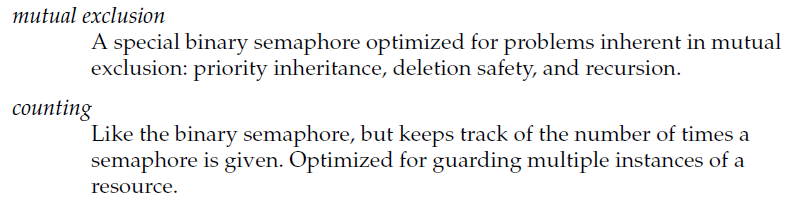 mutual exclusion
A special binary semaphore optimized for problems inherent in mutual
exclusion: priority inheritance, deletion safety, and recursion.
counting
Like the binary semaphore, but keeps track of the number of times a
semaphore is given. Optimized for guarding multiple instances of a
resource.